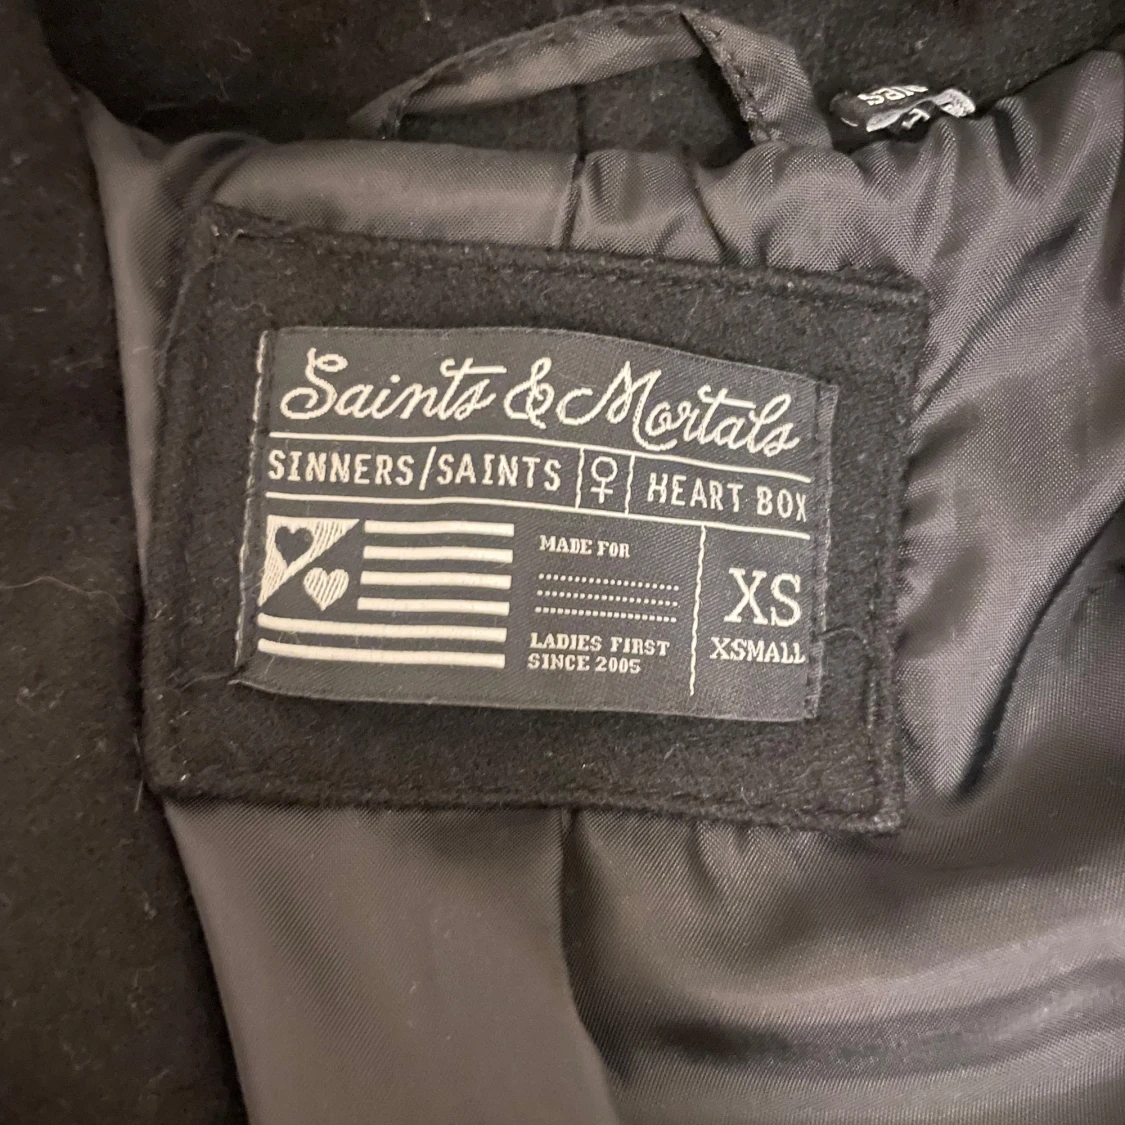 Saints & Mortals
SINNERS/SAINTS ♀ HEART BOX
MADE FOR
LADIES FIRST
SINCE 2005
XS
XSMALL